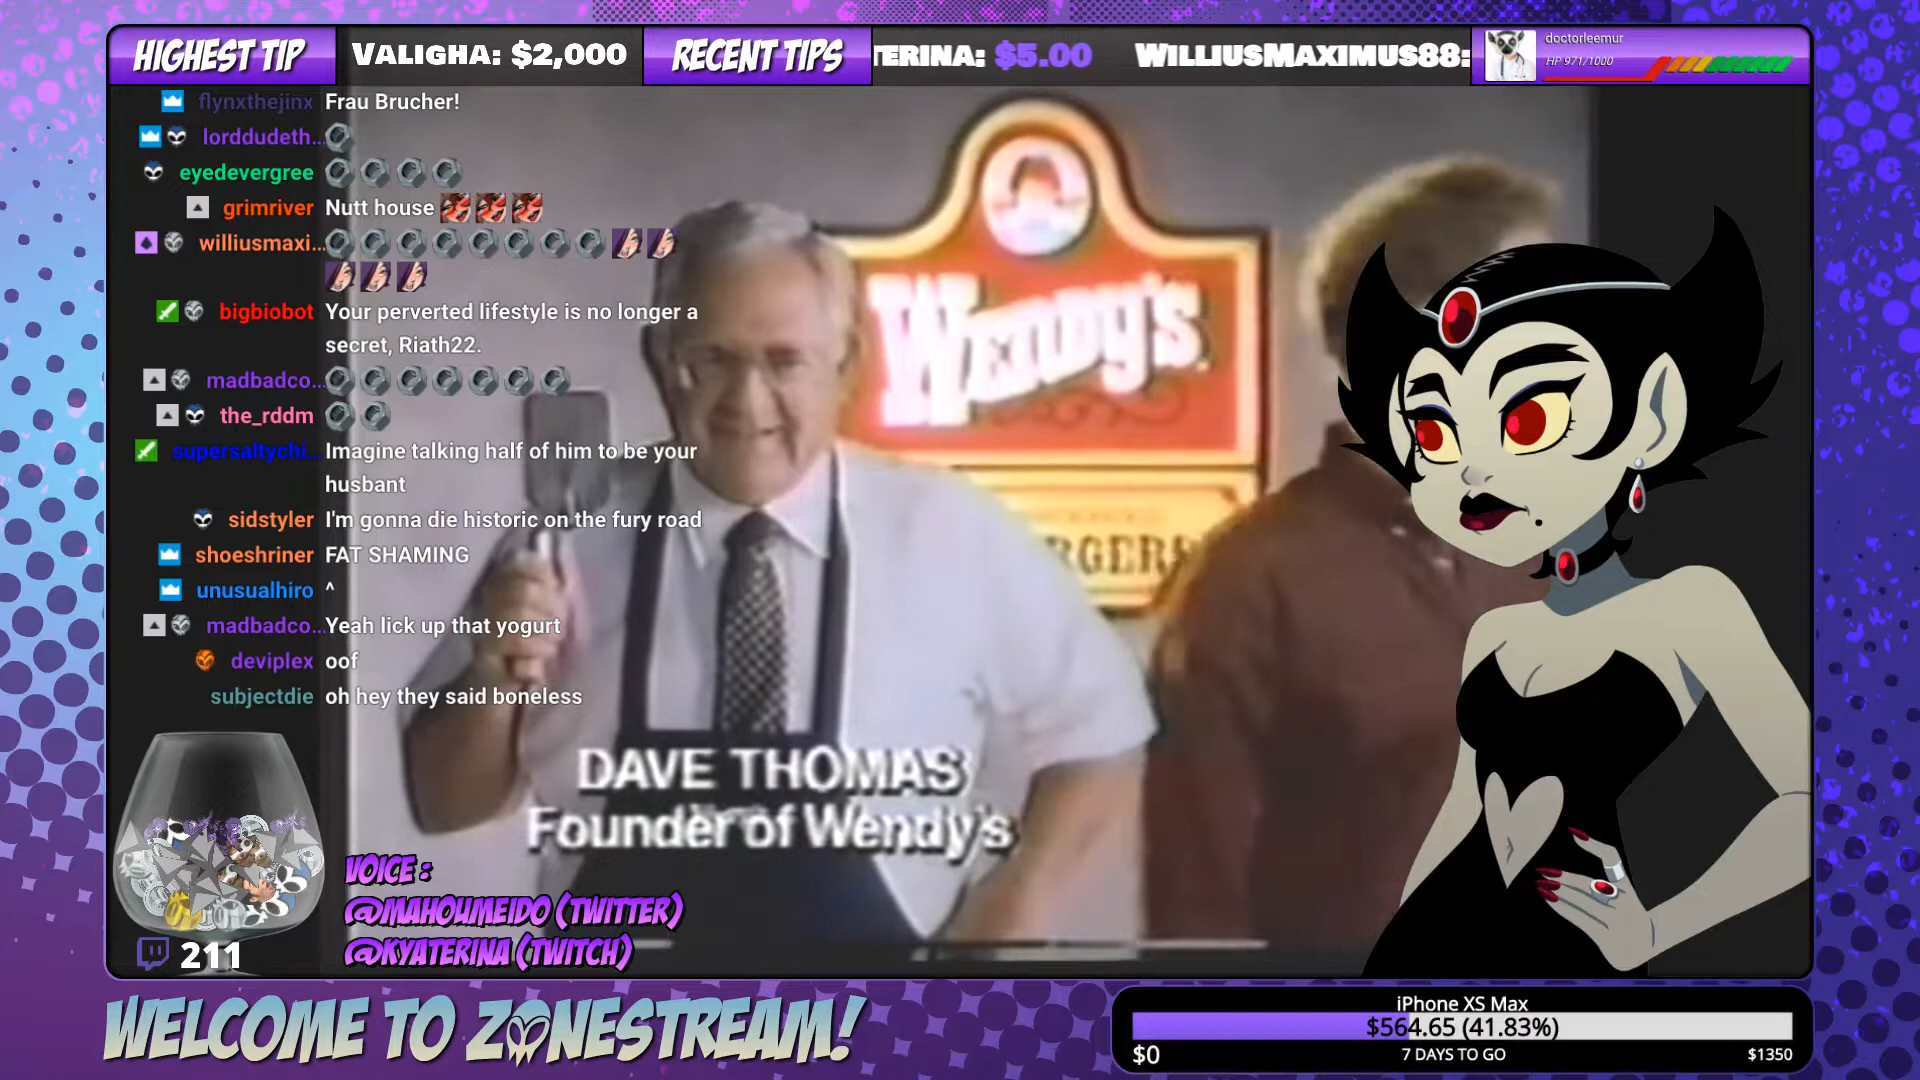 HIGHEST TIP
VALIGHA: $2,000
RECENT TIPS
TERINA: $5.00
WILLIUSMAXIMUS88:
doctorleemur
HP 971/1000
flynxthejinx Frau Brucher!
lorddudeth...
eyedevergree
grimriver Nutt house
williusmaxi...
bigbiobot Your perverted lifestyle is no longer a
secret, Riath22.
madbadco...
the_rddm
supersaltychi... Imagine talking half of him to be your
husbant
sidstyler I'm gonna die historic on the fury road
shoeshriner FAT SHAMING
unusualhiro ^
madbadco... Yeah lick up that yogurt
deviplex oof
subjectdie oh hey they said boneless
Wendy's
RGERS
DAVE THOMAS
Founder of Wendy's
VOICE :
@MAHOUMEIDO (TWITTER)
@KYATERINA (TWITCH)
211
WELCOME TO ZONESTREAM!
iPhone XS Max
$564.65 (41.83%)
$0
7 DAYS TO GO
$1350